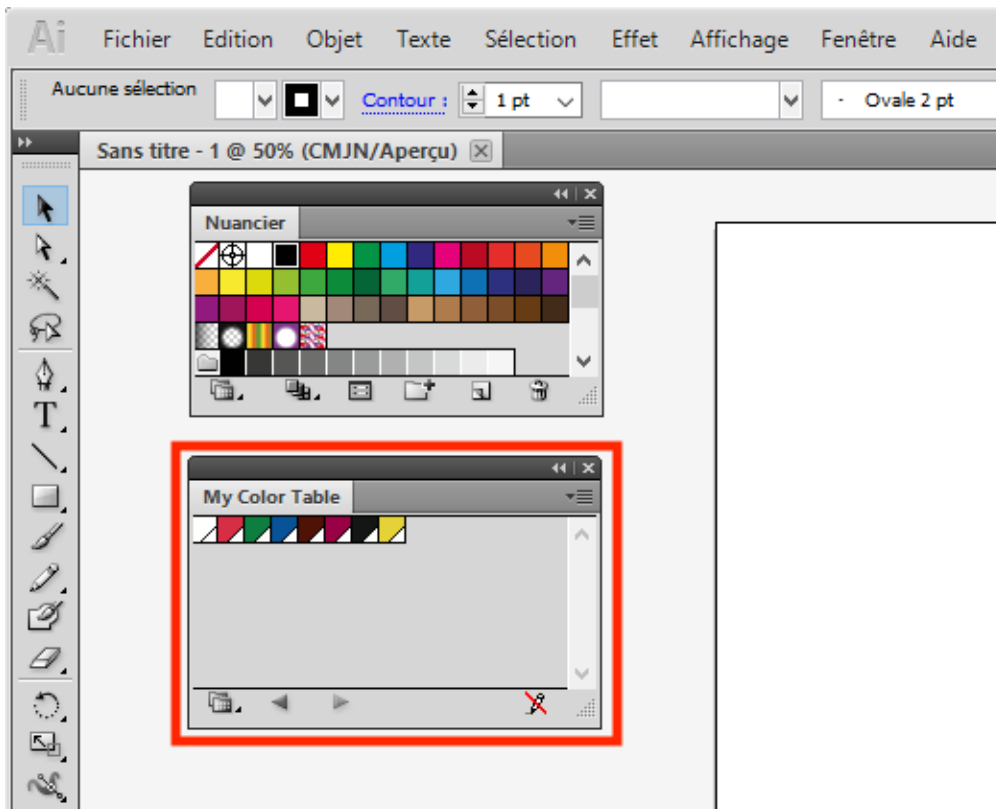 Ai Fichier Edition Objet Texte Sélection Effet Affichage Fenêtre Aide
Aucune sélection Contour : 1 pt - Ovale 2 pt
Sans titre - 1 @ 50% (CMJN/Aperçu)
Nuancier
My Color Table